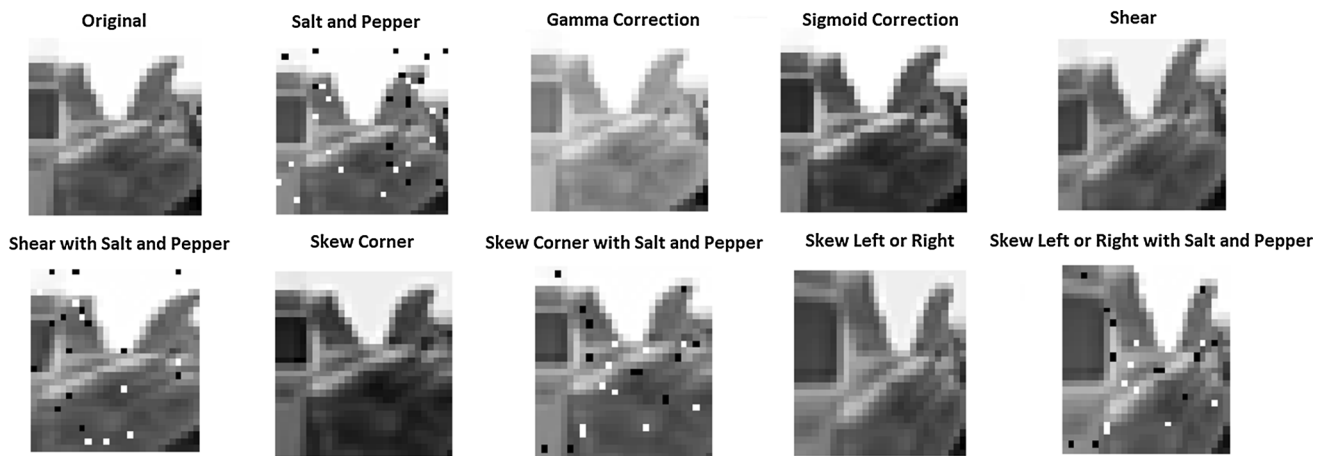 Original
Salt and Pepper
Gamma Correction
Sigmoid Correction
Shear
Shear with Salt and Pepper
Skew Corner
Skew Corner with Salt and Pepper
Skew Left or Right
Skew Left or Right with Salt and Pepper